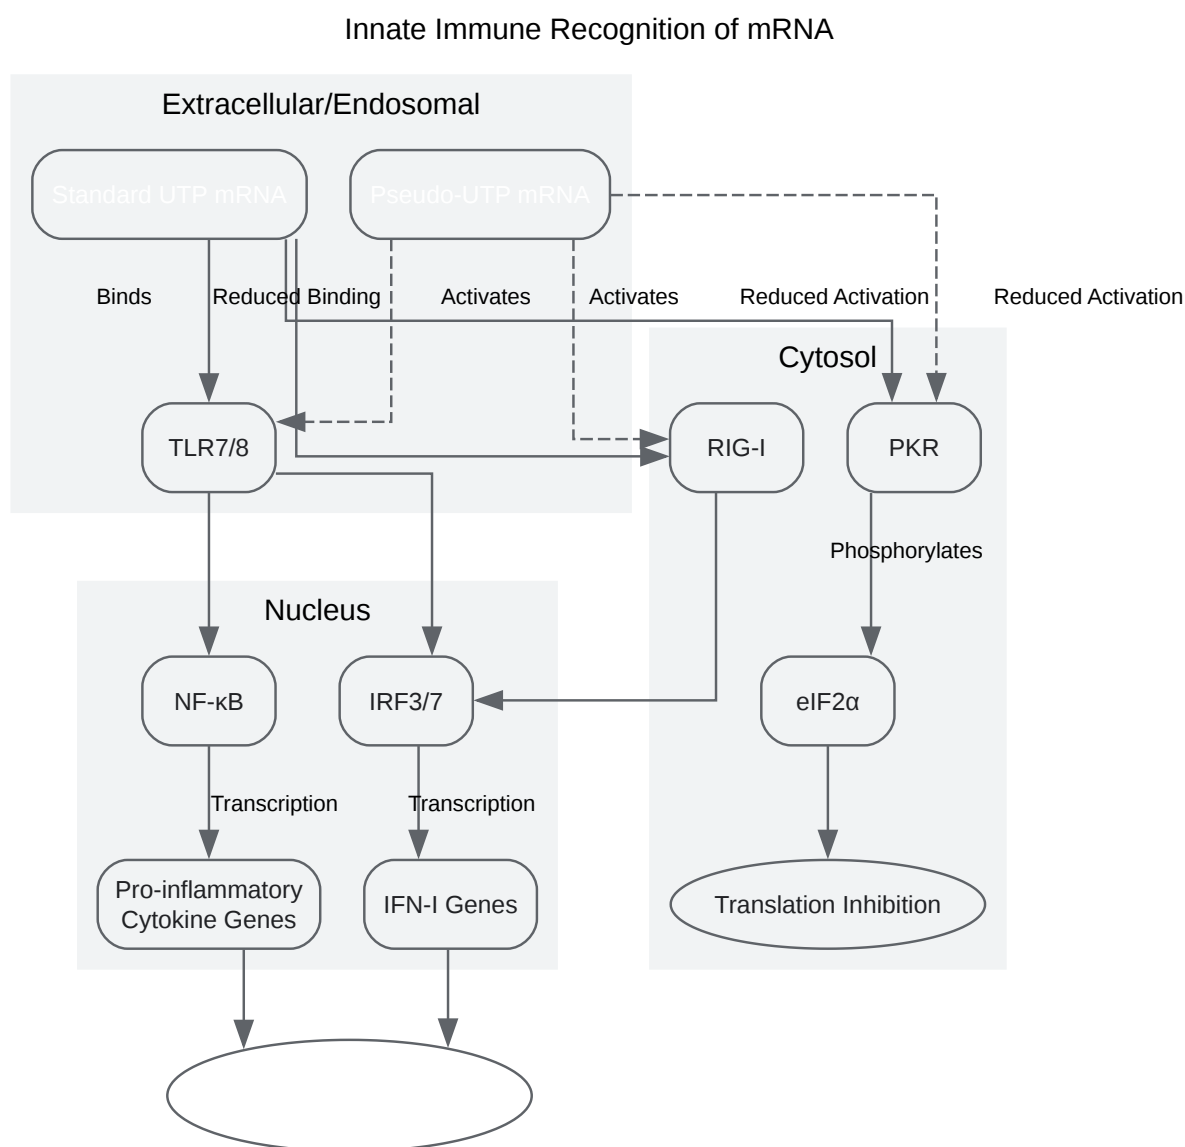 Innate Immune Recognition of mRNA
Extracellular/Endosomal
Standard UTP mRNA
Pseudo-UTP mRNA
Binds
Reduced Binding
Activates
Activates
Reduced Activation
Reduced Activation
Cytosol
TLR7/8
RIG-I
PKR
Phosphorylates
Nucleus
NF-κB
IRF3/7
eIF2α
Transcription
Transcription
Pro-inflammatory
Cytokine Genes
IFN-I Genes
Translation Inhibition